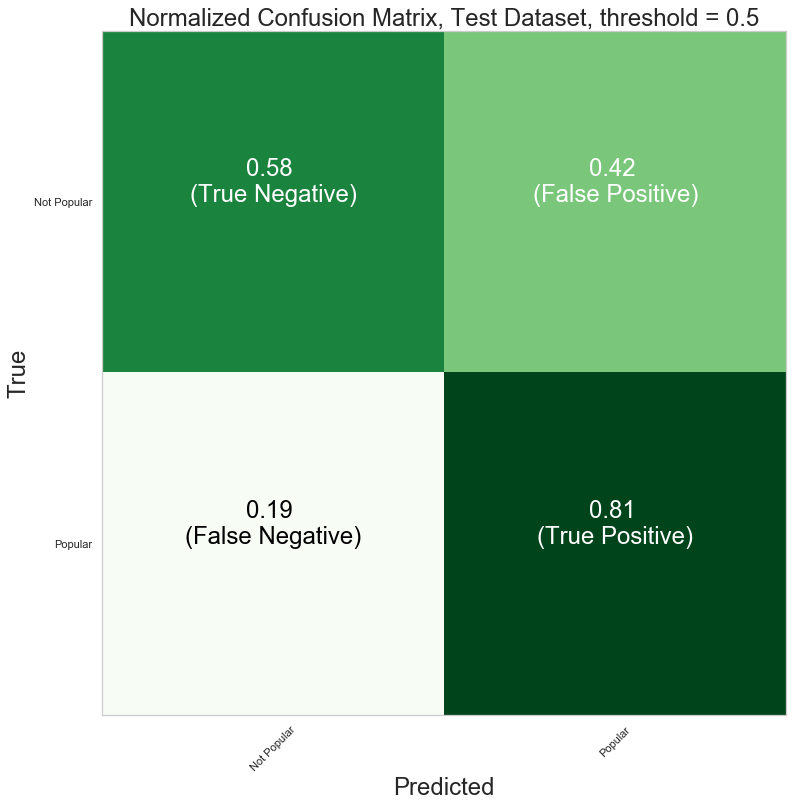 Normalized Confusion Matrix, Test Dataset, threshold = 0.5
True
Not Popular
0.58
(True Negative)
0.42
(False Positive)
Popular
0.19
(False Negative)
0.81
(True Positive)
Not Popular
Popular
Predicted